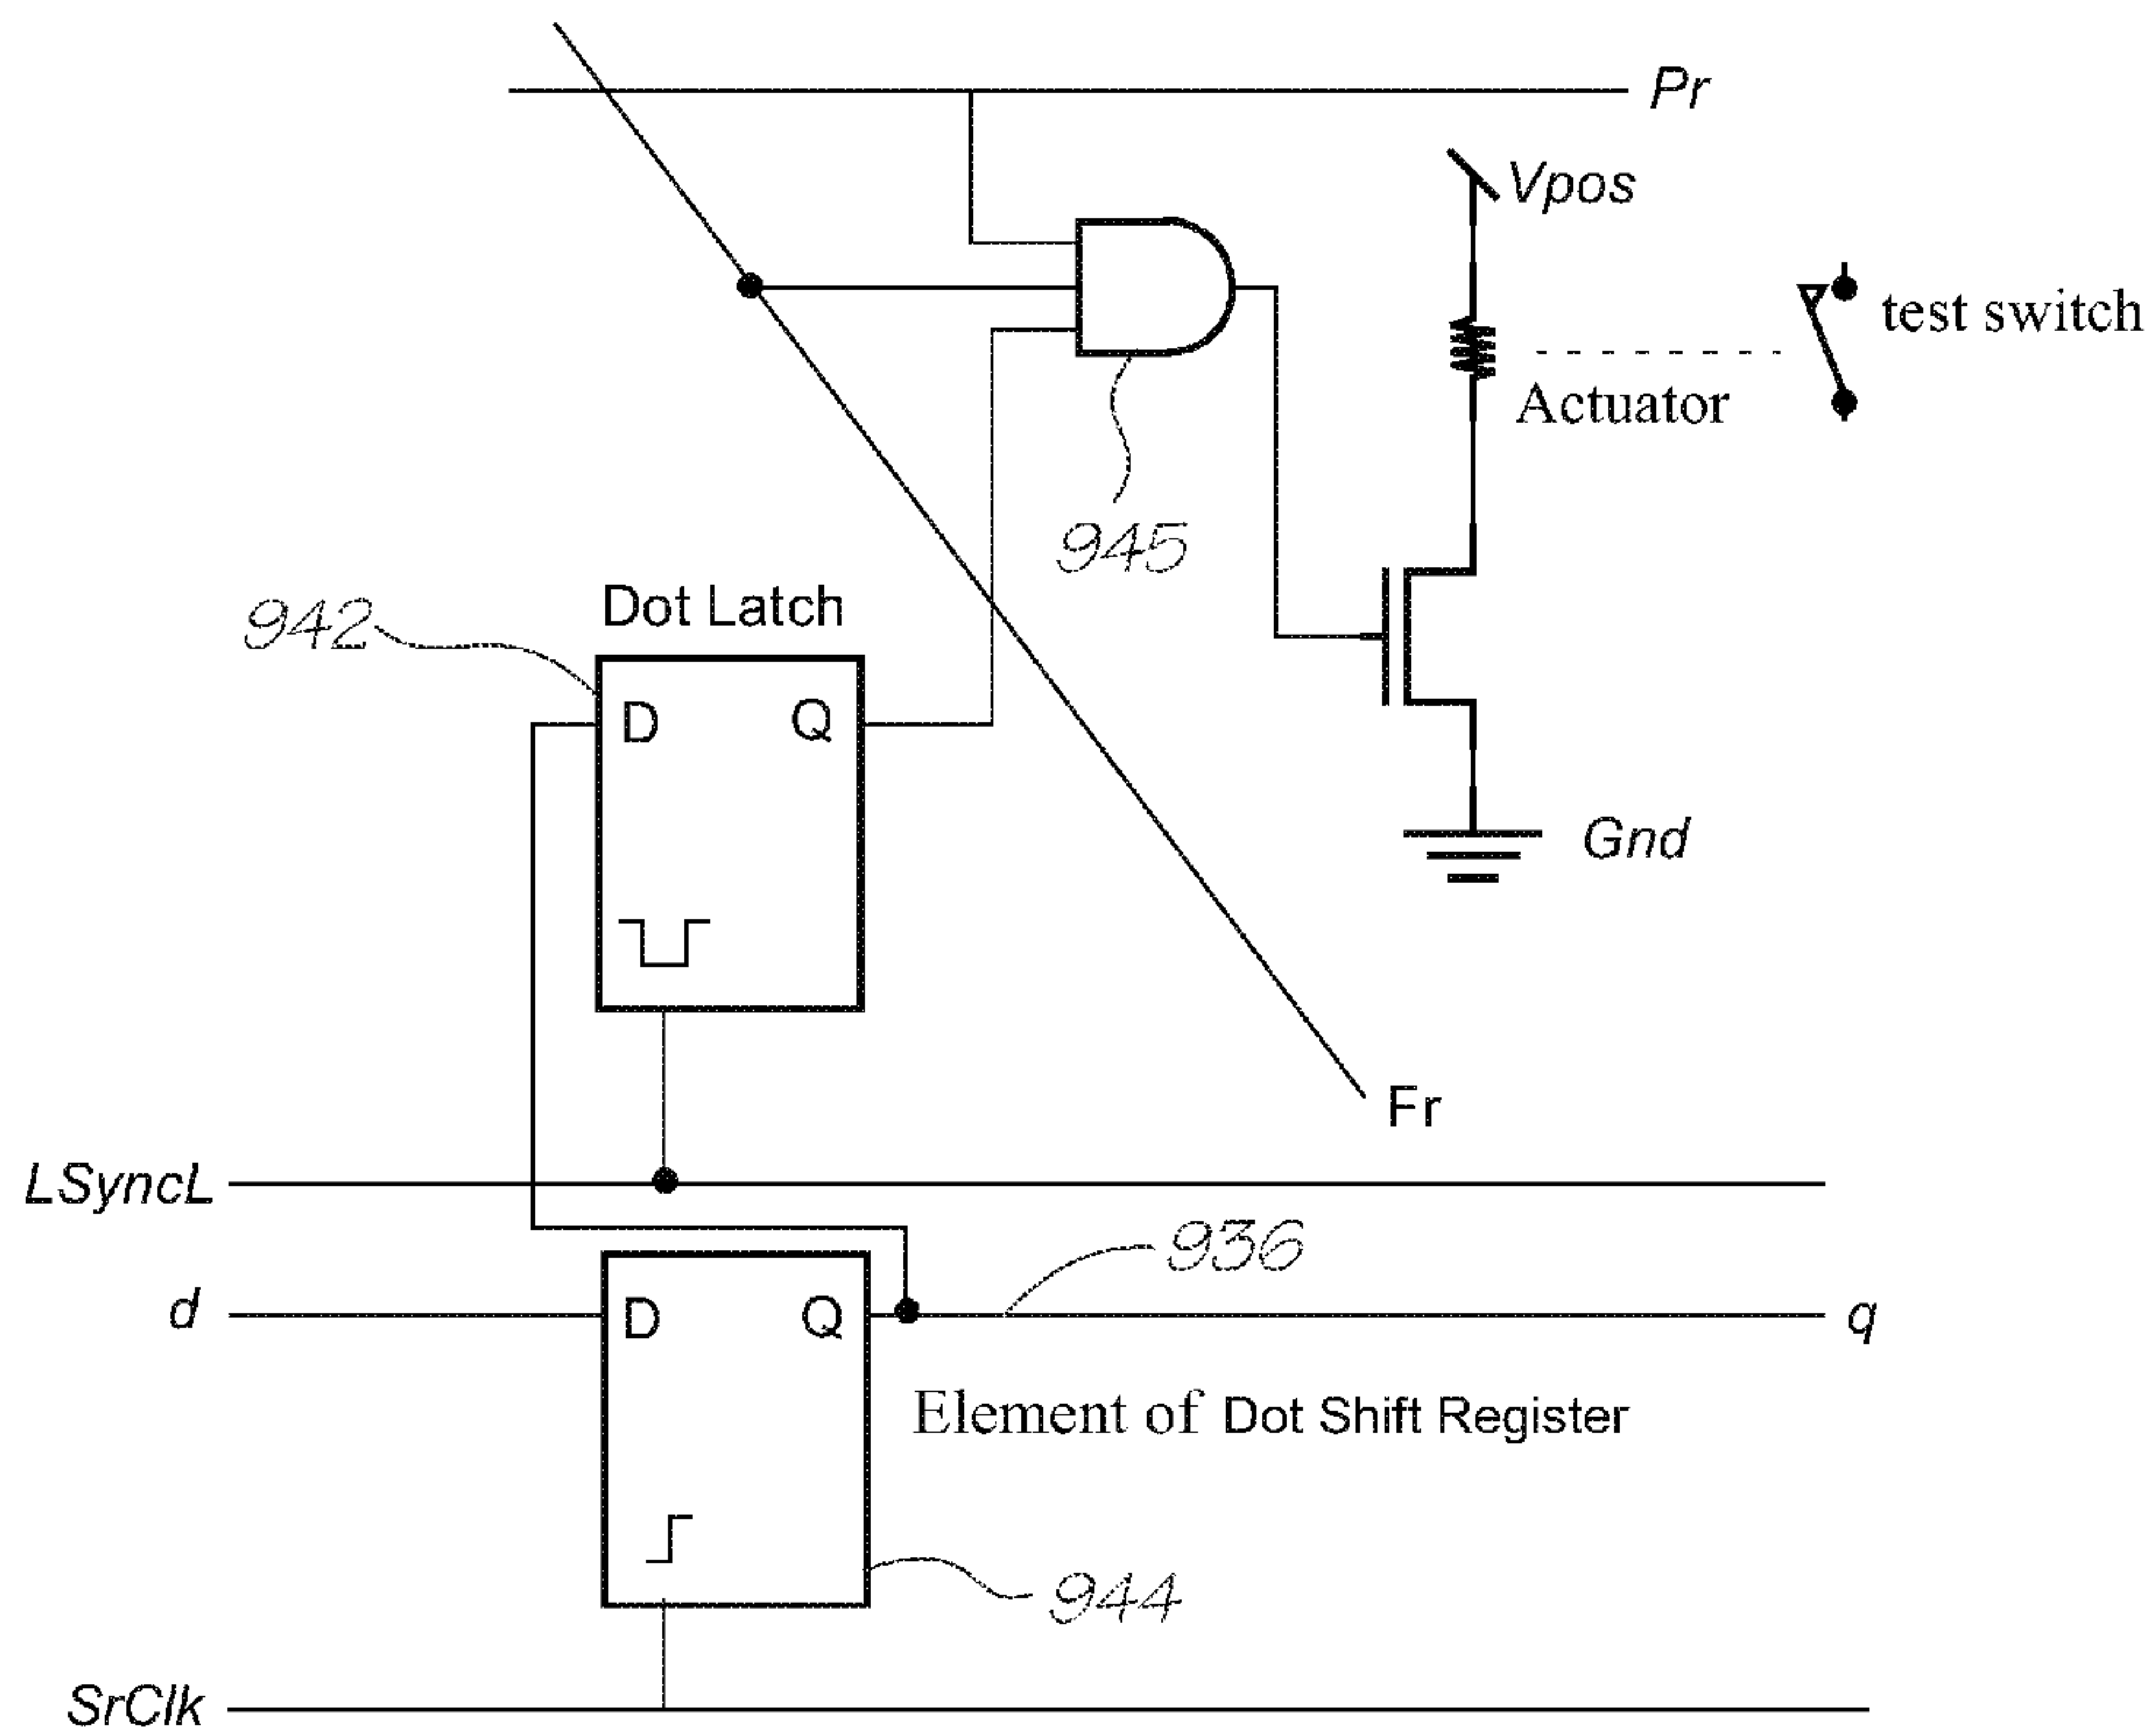 Pr
Vpos
test switch
Actuator
945
Dot Latch
942
D Q
Gnd
Fr
LSyncL
936
d D Q q
Element of Dot Shift Register
944
SrClk